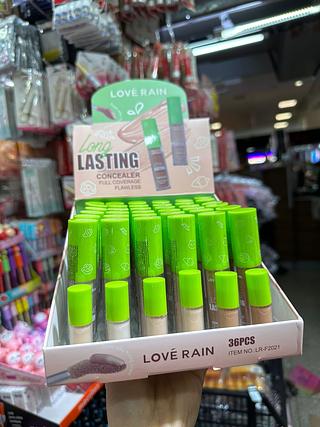 LOVE RAIN
Long
LASTING
CONCEALER
FULL COVERAGE
FLAWLESS
LOVE RAIN
36PCS
ITEM NO.: LR-F2021